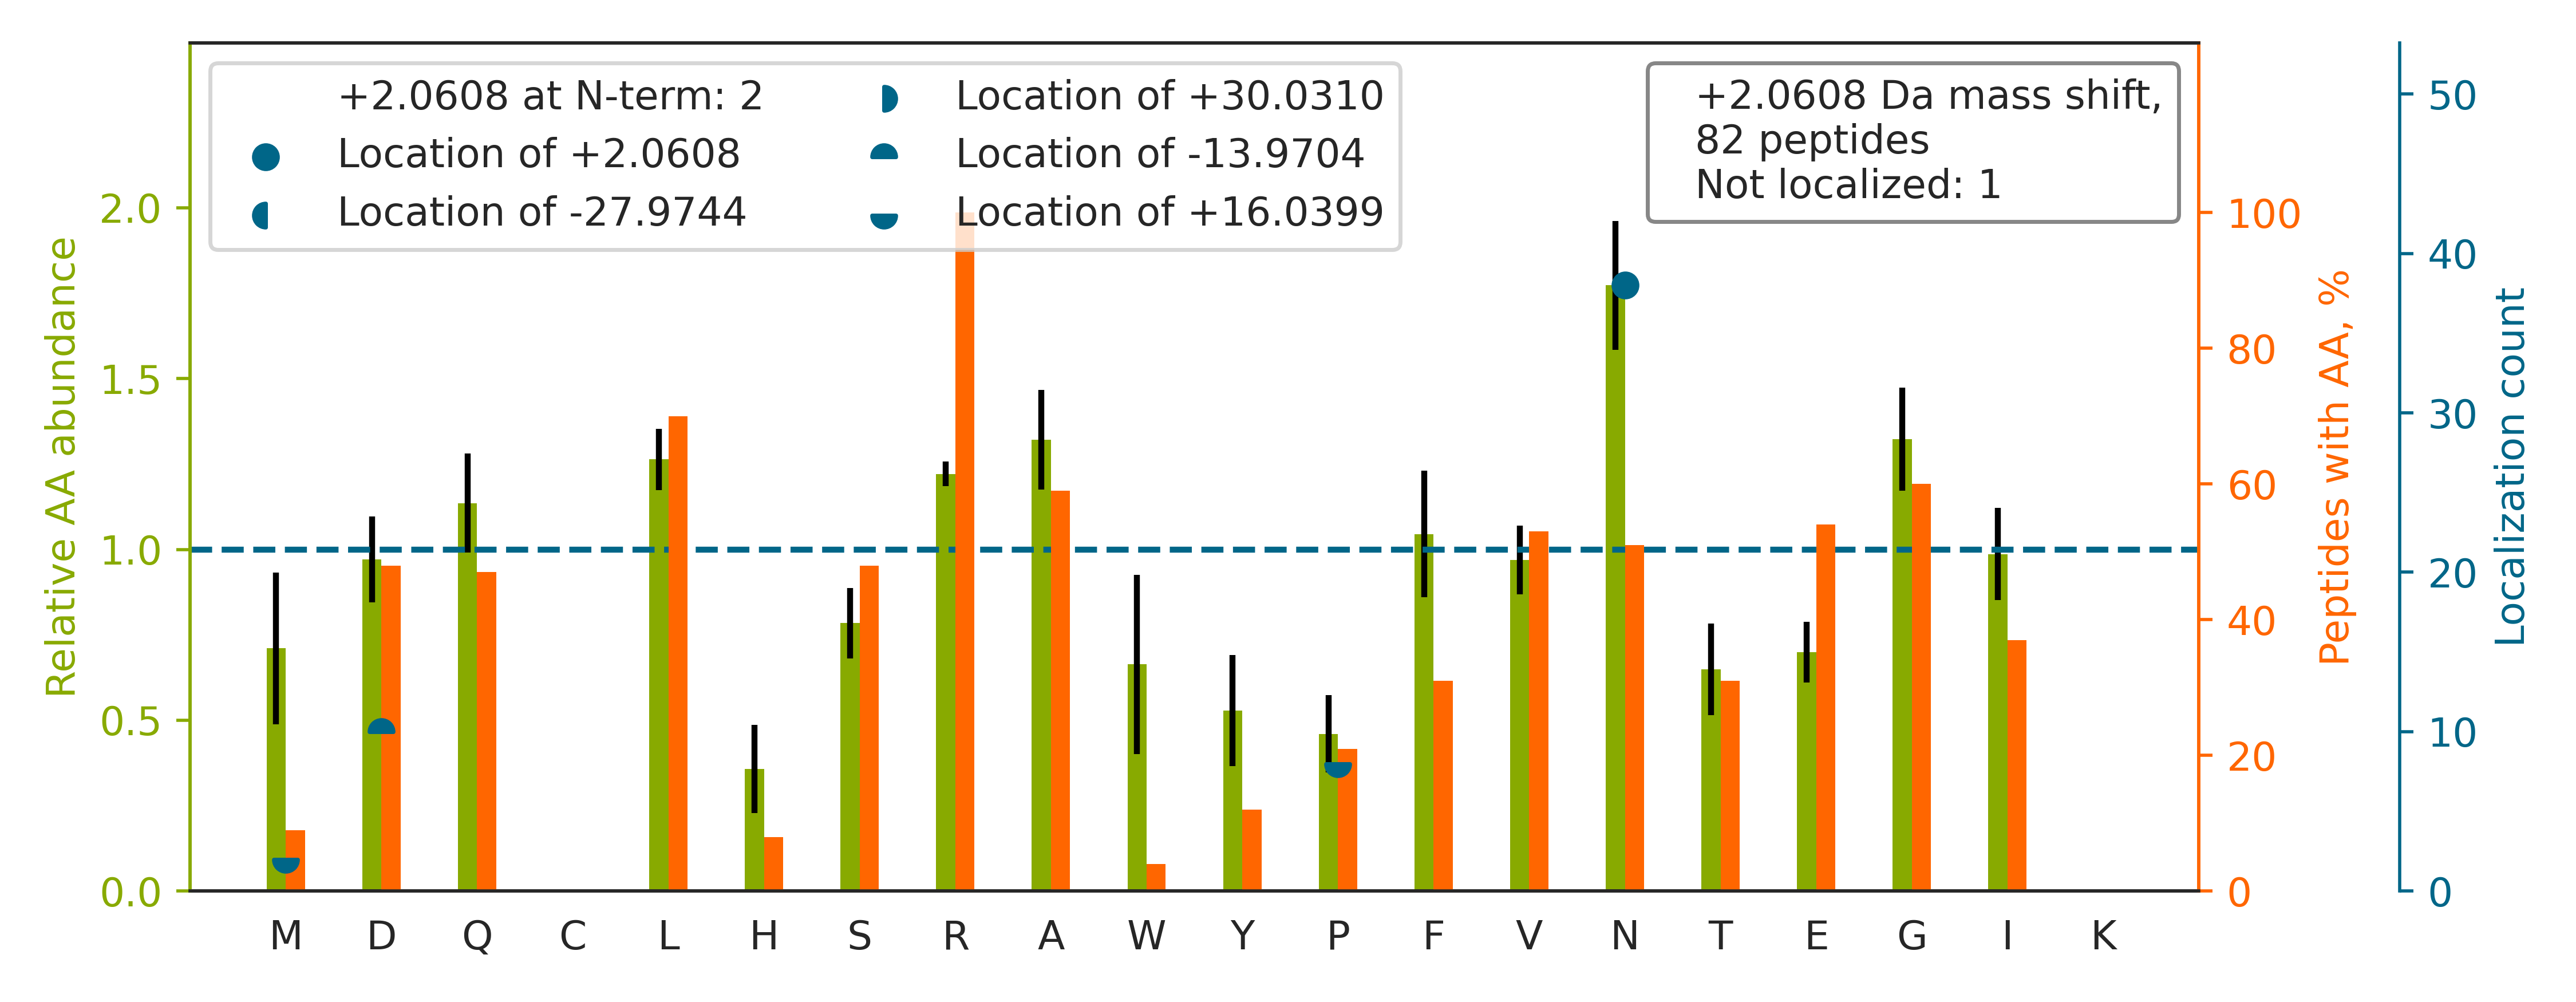 +2.0608 at N-term: 2
Location of +2.0608
Location of -27.9744
Location of +30.0310
Location of -13.9704
Location of +16.0399
+2.0608 Da mass shift,
82 peptides
Not localized: 1
Relative AA abundance
2.0
1.5
1.0
0.5
0.0
M D Q C L H S R A W Y P F V N T E G I K
100
80
60
40
20
0
Peptides with AA, %
50
40
30
20
10
0
Localization count